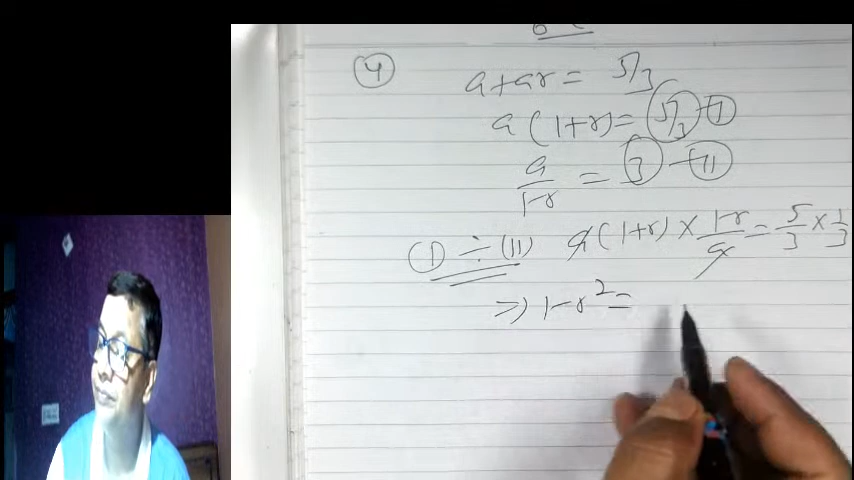 4
a+ar = 5/3
a(1+r) = 5/3 - I
a/1-r = 3 - II
I ÷ (II) a(1+r) × 1-r/a = 5/3 × 1/3
⇒ 1-r² =